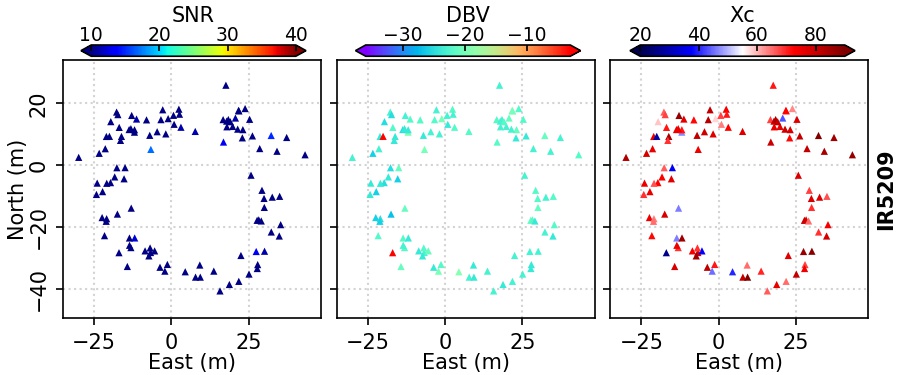 SNR DBV Xc
10 20 30 40 −30 −20 −10 20 40 60 80
20
0
−20
−40
North (m)
−25 0 25 −25 0 25 −25 0 25
East (m) East (m) East (m)
IR5209